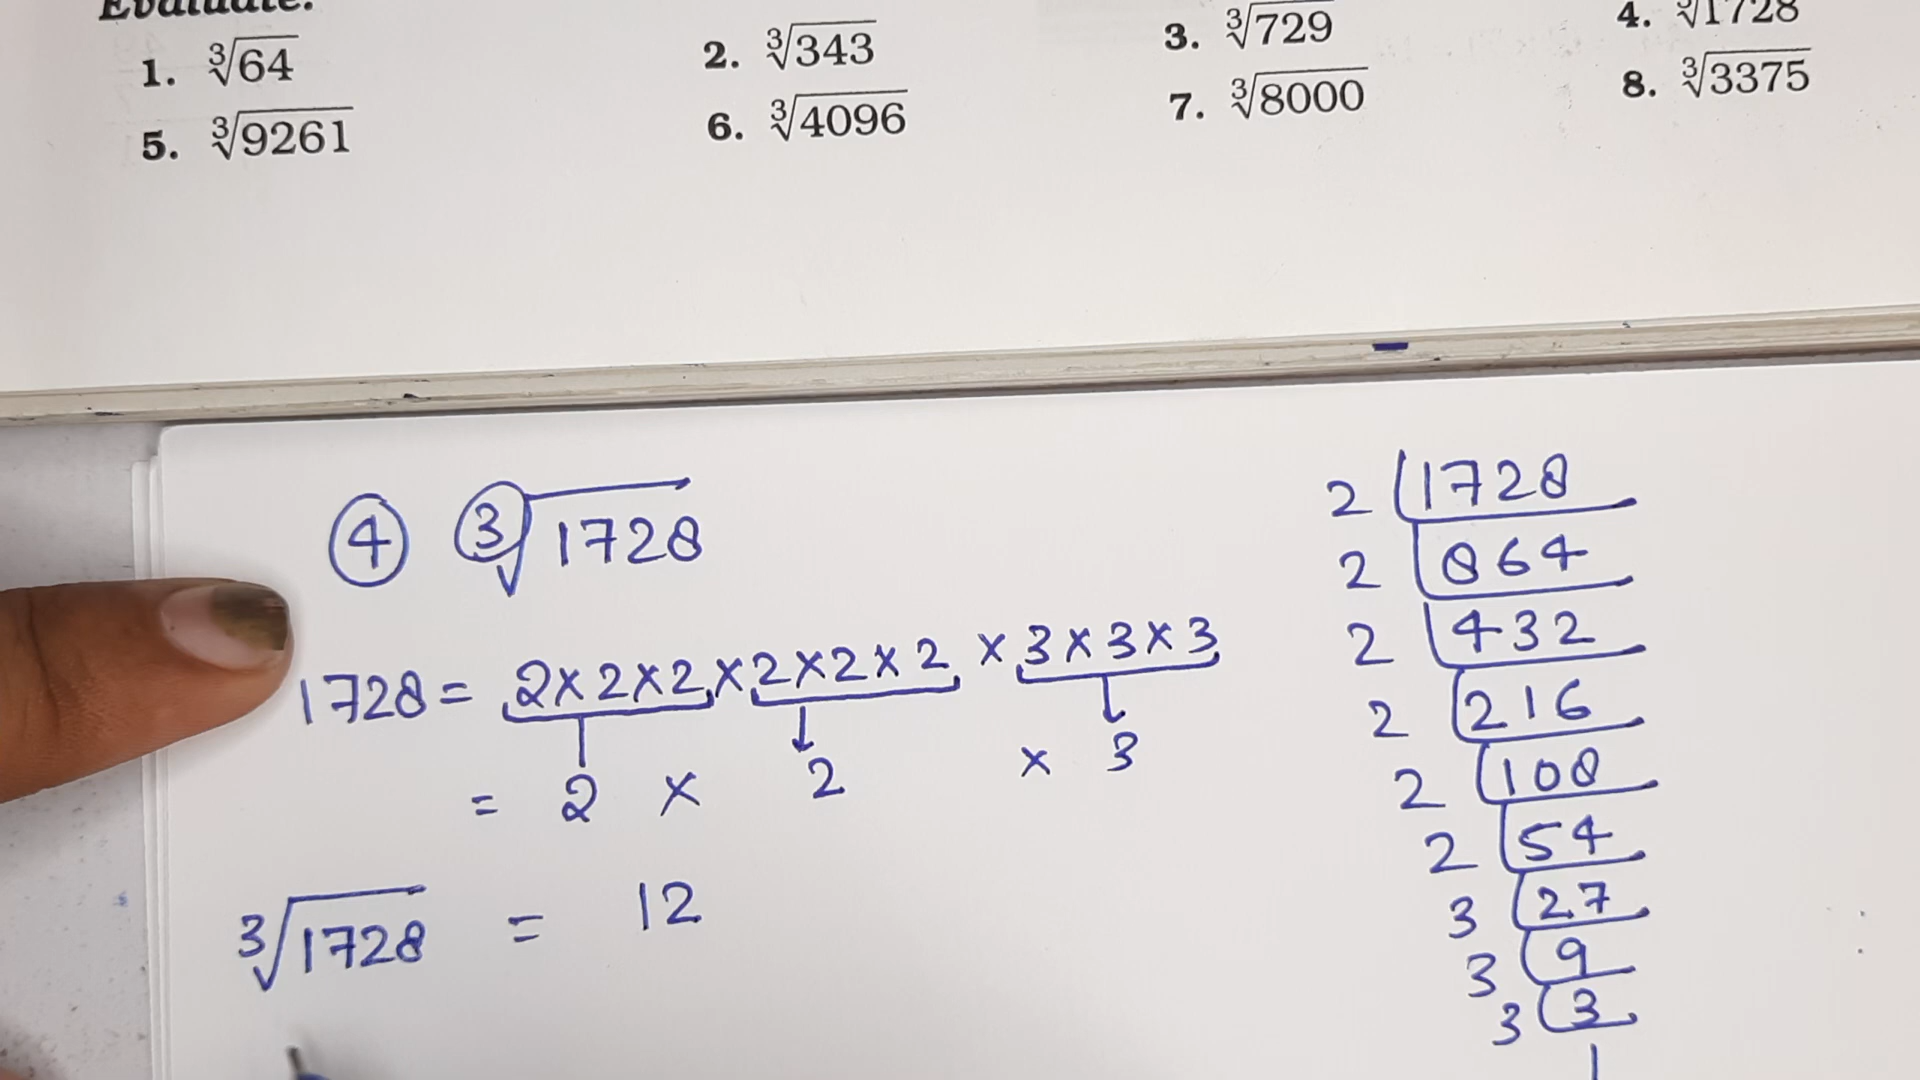 Evaluate:
1. ∛64 2. ∛343 3. ∛729 4. ∛1728
5. ∛9261 6. ∛4096 7. ∛8000 8. ∛3375
④ ∛1728
1728 = 2×2×2×2×2×2 ×3×3×3
= 2 × 2 × 3
∛1728 = 12
2 1728
2 864
2 432
2 216
2 108
2 54
3 27
3 9
3 3
1